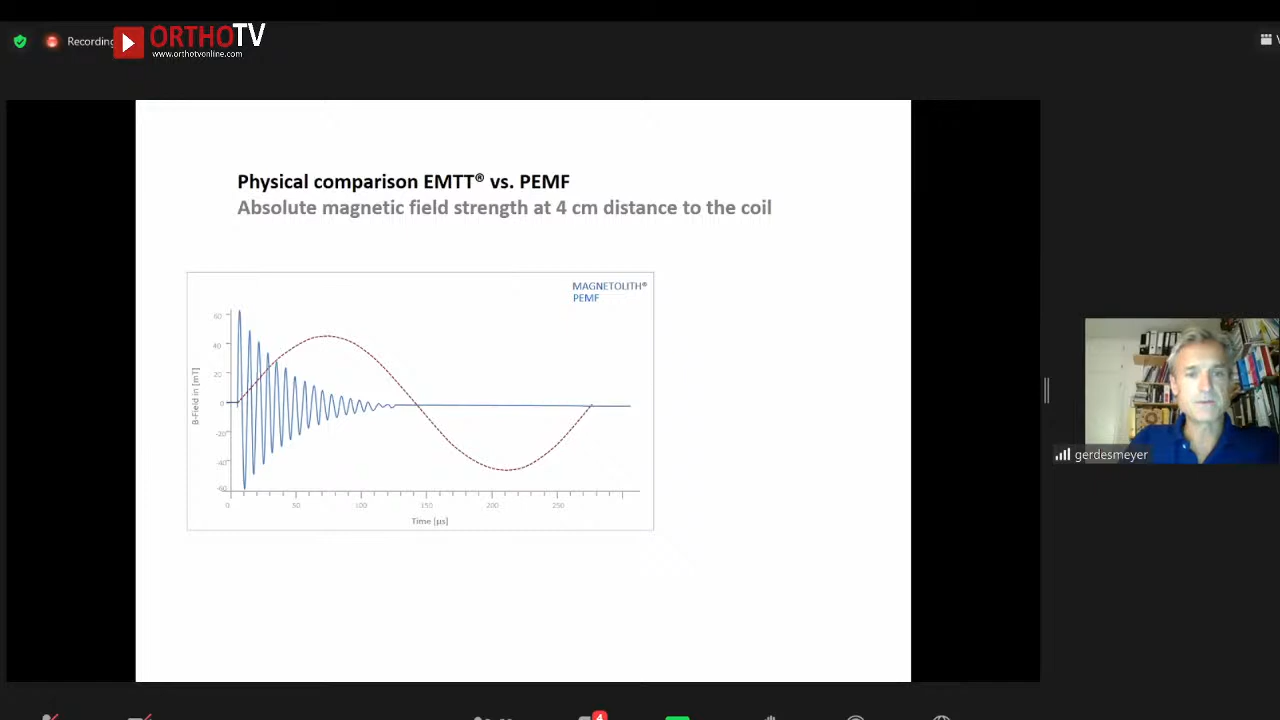 Recording
ORTHOTV
www.orthotvonline.com
Physical comparison EMTT® vs. PEMF
Absolute magnetic field strength at 4 cm distance to the coil
MAGNETOLITH®
PEMF
60
40
20
0
-20
-40
-60
B-Field in [mT]
0
50
100
150
200
250
Time [µs]
gerdesmeyer
4